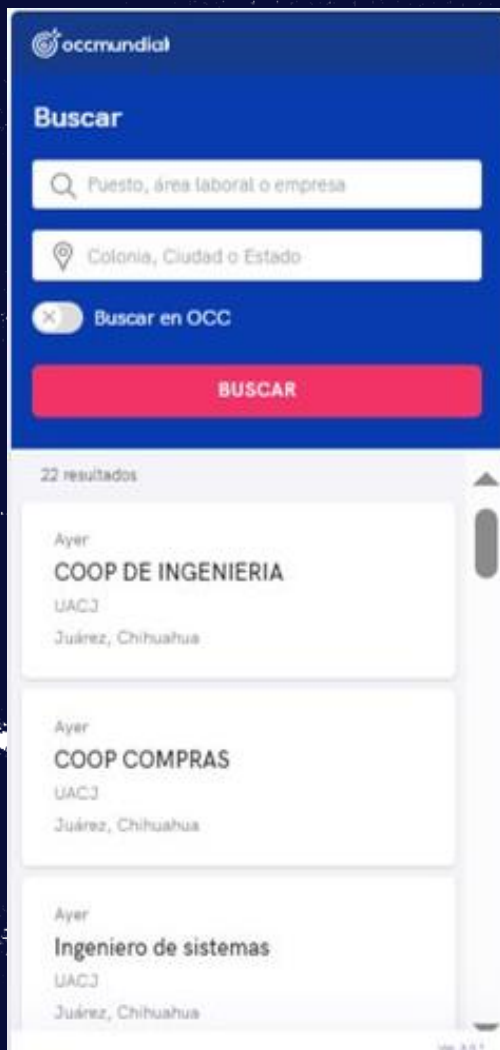 occmundial
Buscar
Puesto, área laboral o empresa
Colonia, Ciudad o Estado
Buscar en OCC
BUSCAR
22 resultados
Ayer
COOP DE INGENIERIA
UACJ
Juárez, Chihuahua
Ayer
COOP COMPRAS
UACJ
Juárez, Chihuahua
Ayer
Ingeniero de sistemas
UACJ
Juárez, Chihuahua